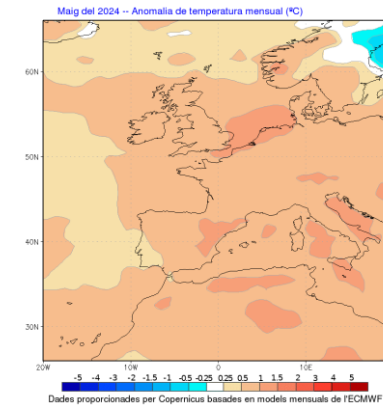 Maig del 2024 -- Anomalia de temperatura mensual (ºC)
60N
50N
40N
30N
20W 10W 0 10E
-5 -4 -3 -2 -1.5 -1 -0.5 -0.25 0.25 0.5 1 1.5 2 3 4 5
Dades proporcionades per Copernicus basades en models mensuals de l'ECMWF